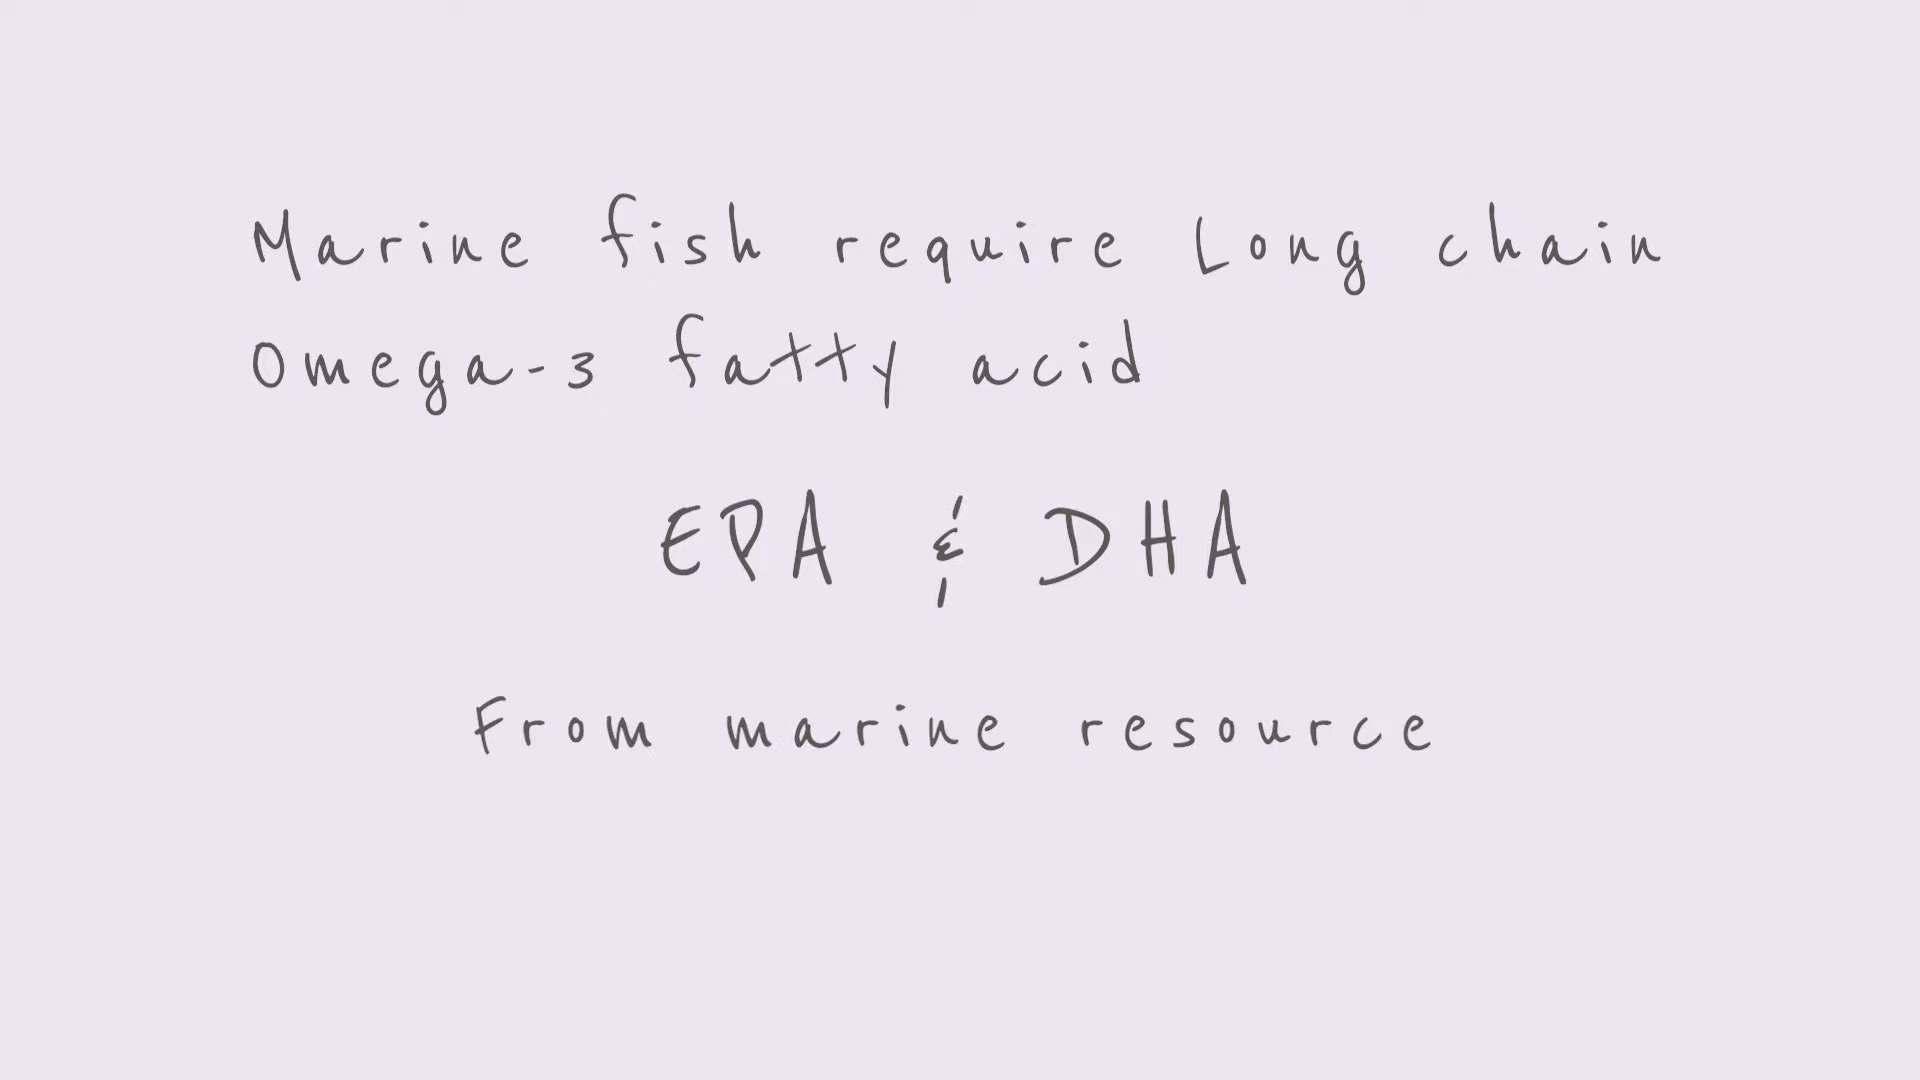 Marine fish require Long chain
Omega-3 fatty acid
EPA & DHA
From marine resource